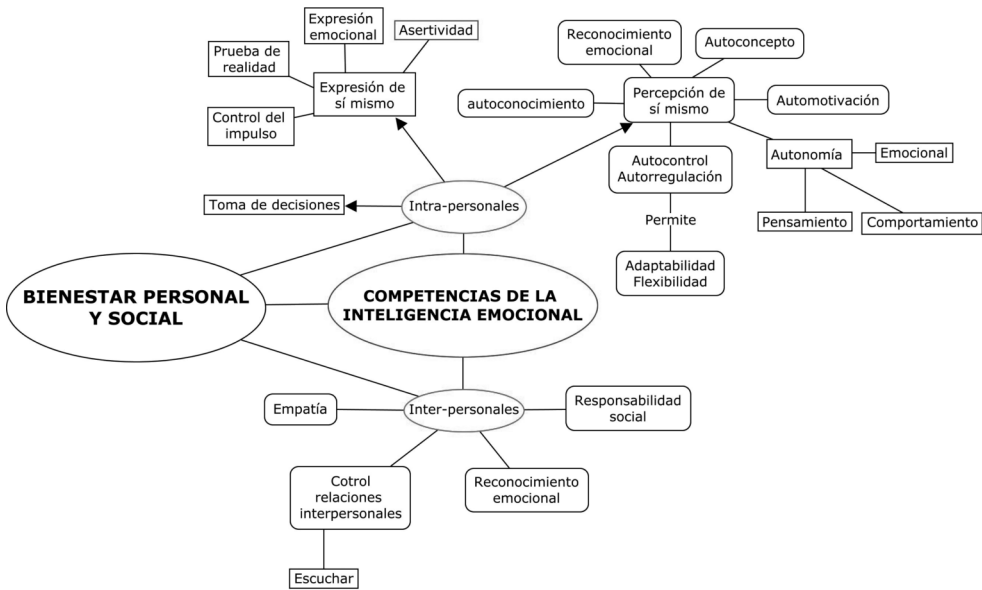 Expresión
emocional
Asertividad
Prueba de
realidad
Expresión de
sí mismo
Control del
impulso
Reconocimiento
emocional
Autoconcepto
autoconocimiento
Percepción de
sí mismo
Automotivación
Autocontrol
Autorregulación
Autonomía
Emocional
Pensamiento
Comportamiento
Permite
Adaptabilidad
Flexibilidad
Toma de decisiones
Intra-personales
BIENESTAR PERSONAL
Y SOCIAL
COMPETENCIAS DE LA
INTELIGENCIA EMOCIONAL
Empatía
Inter-personales
Responsabilidad
social
Cotrol
relaciones
interpersonales
Reconocimiento
emocional
Escuchar